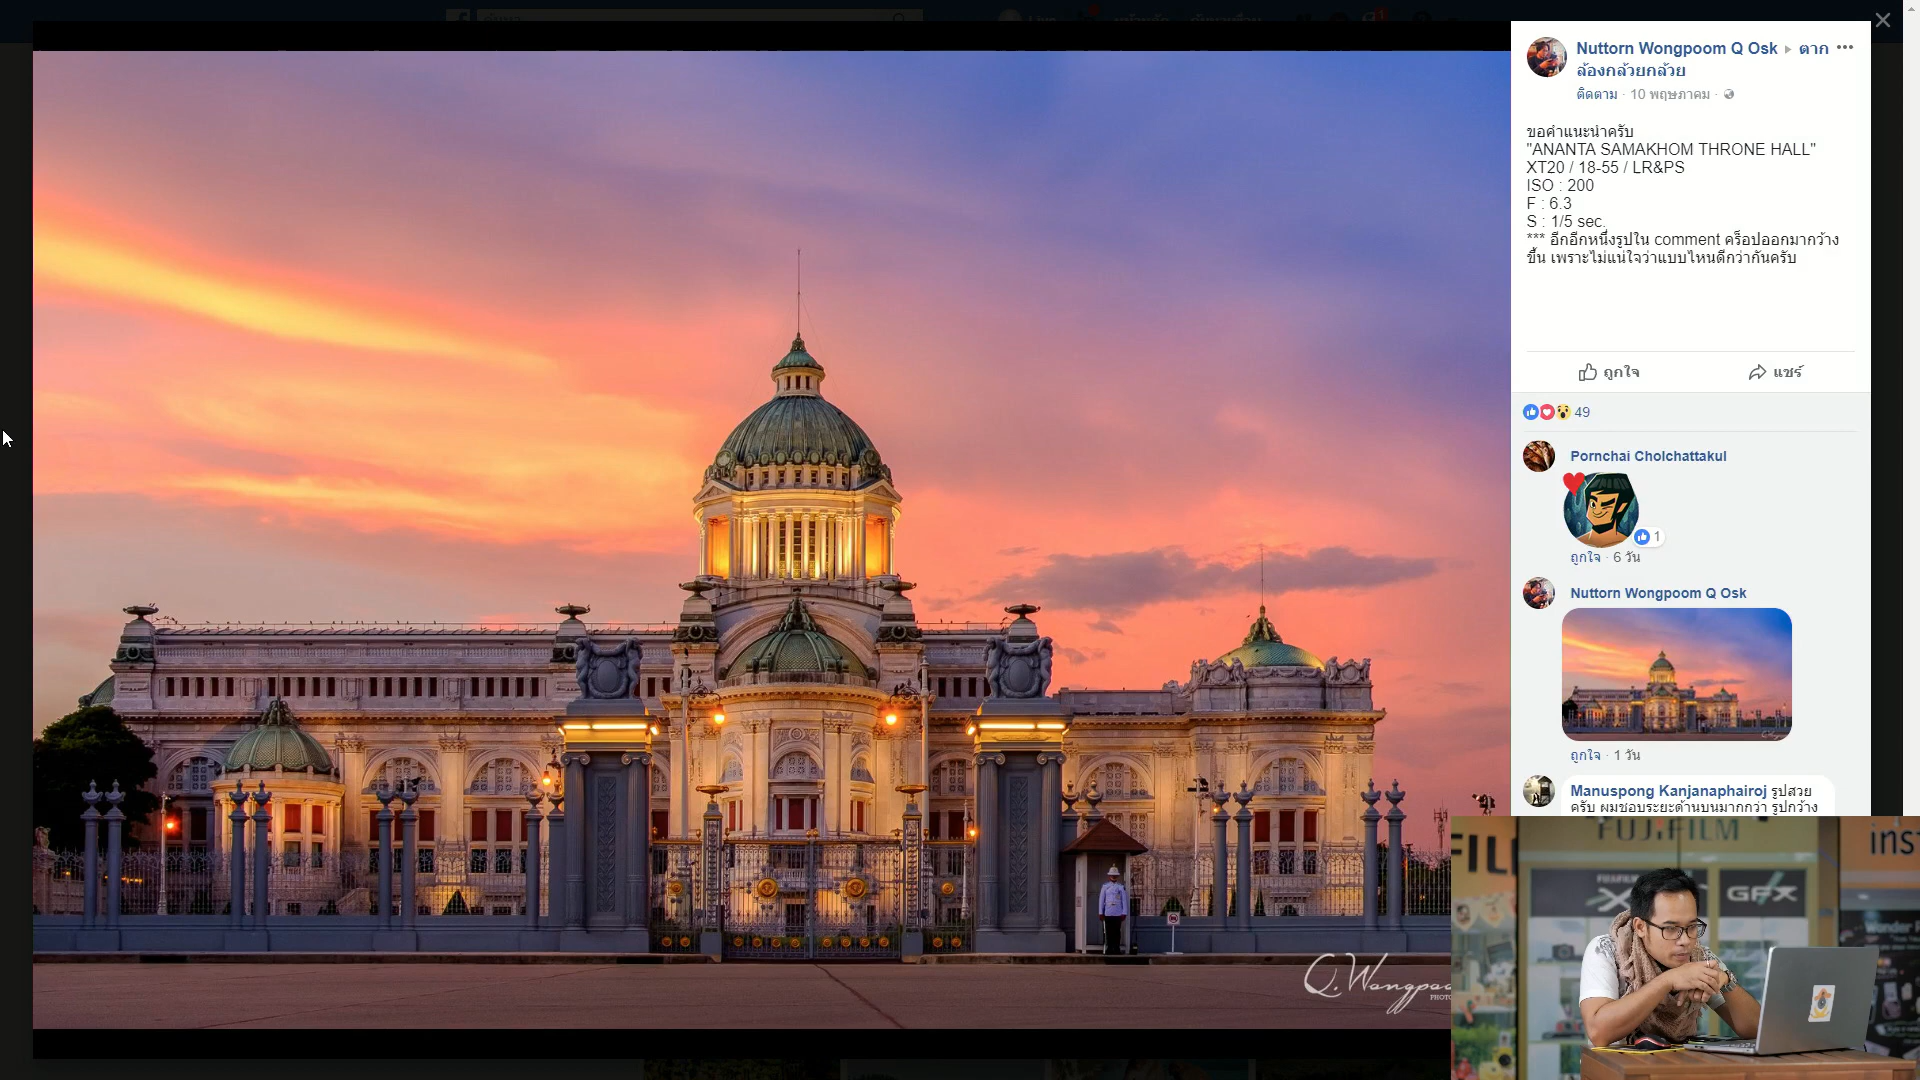 Nuttorn Wongpoom Q Osk ▸ ตาก
ล้องกล้วยกล้วย
ติดตาม · 10 พฤษภาคม ·
ขอคำแนะนำครับ
"ANANTA SAMAKHOM THRONE HALL"
XT20 / 18-55 / LR&PS
ISO : 200
F : 6.3
S : 1/5 sec.
*** อีกอีกหนึ่งรูปใน comment คร็อปออกมากว้าง
ขึ้น เพราะไม่แน่ใจว่าแบบไหนดีกว่ากันครับ
ถูกใจ
แชร์
49
Pornchai Cholchattakul
1
ถูกใจ · 6 วัน
Nuttorn Wongpoom Q Osk
ถูกใจ · 1 วัน
Manuspong Kanjanaphairoj รูปสวย
ครับ ผมชอบระยะด้านบนมากกว่า รูปกว้าง
FUJIFILM
GFX